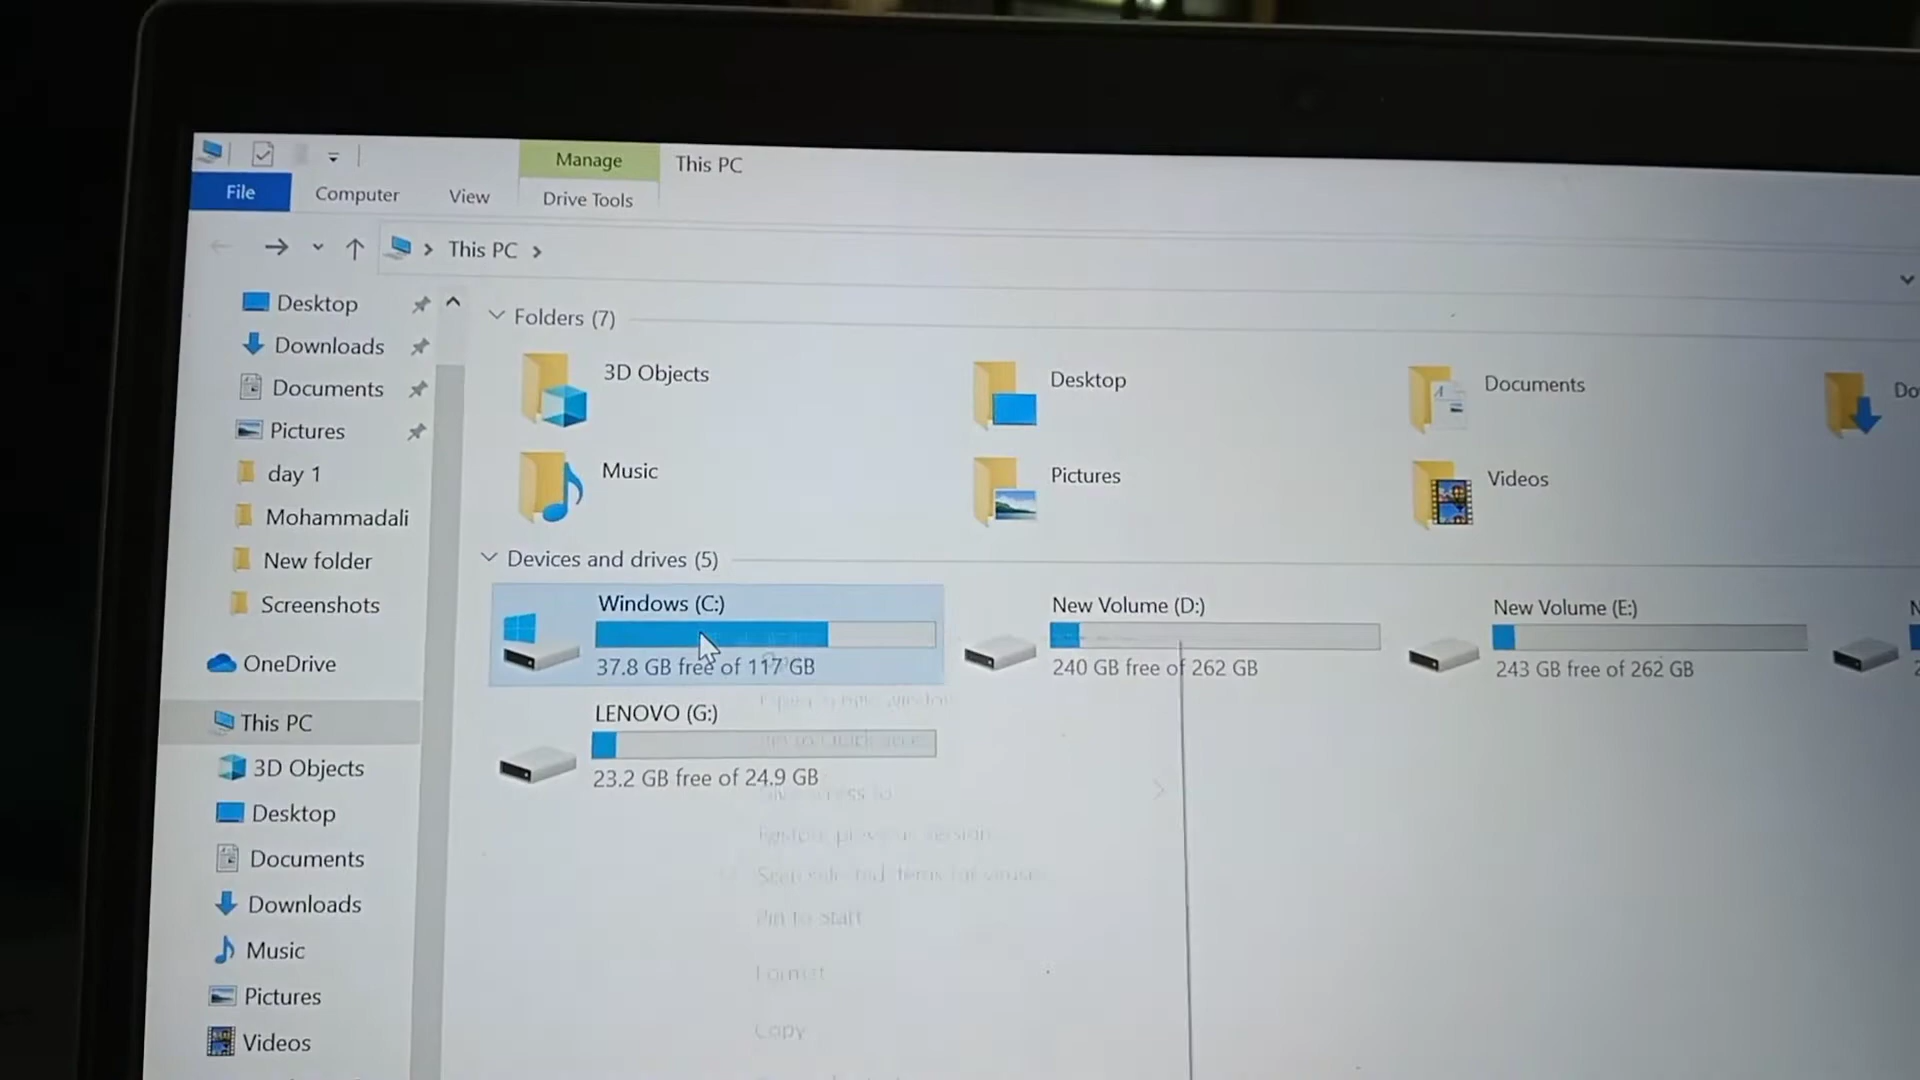 Manage
This PC
File
Computer
View
Drive Tools
This PC
Desktop
Downloads
Documents
Pictures
day 1
Mohammadali
New folder
Screenshots
OneDrive
This PC
3D Objects
Desktop
Documents
Downloads
Music
Pictures
Videos
Folders (7)
3D Objects
Desktop
Documents
Do
Music
Pictures
Videos
Devices and drives (5)
Windows (C:)
37.8 GB free of 117 GB
New Volume (D:)
240 GB free of 262 GB
New Volume (E:)
243 GB free of 262 GB
LENOVO (G:)
23.2 GB free of 24.9 GB
Pin to Start
Format
Copy